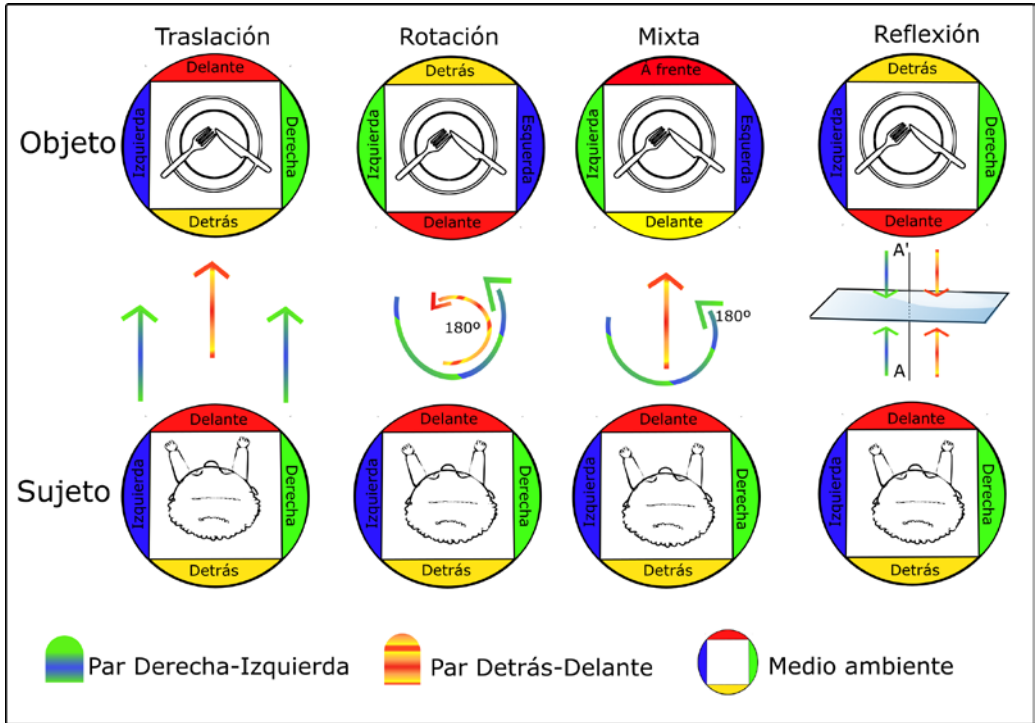 Traslación
Rotación
Mixta
Reflexión
Objeto
Delante
Izquierda
Derecha
Detrás
Detrás
Izquierda
Esquerda
Delante
A frente
Izquierda
Esquerda
Delante
Detrás
Izquierda
Derecha
Delante
180º
180º
A'
A
Sujeto
Delante
Izquierda
Derecha
Detrás
Delante
Izquierda
Derecha
Detrás
Delante
Izquierda
Derecha
Detrás
Delante
Izquierda
Derecha
Detrás
Par Derecha-Izquierda
Par Detrás-Delante
Medio ambiente